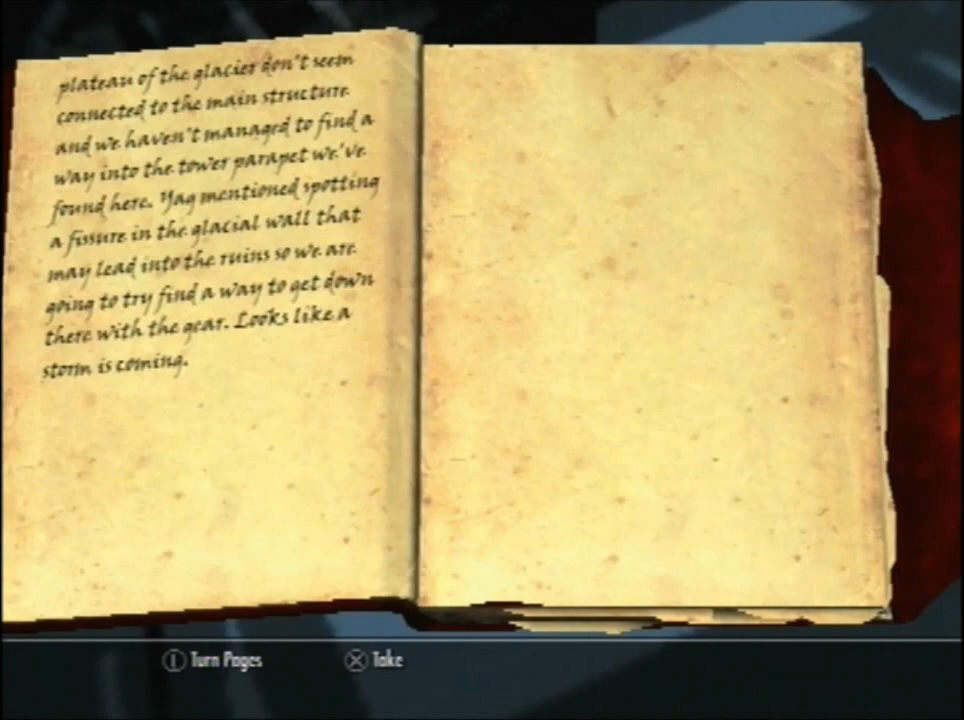 plateau of the glacier don't seem
connected to the main structure
and we haven't managed to find a
way into the tower parapet we've
found here. Yag mentioned spotting
a fissure in the glacial wall that
may lead into the ruins so we are
going to try find a way to get down
there with the gear. Looks like a
storm is coming.
Turn Pages
Take